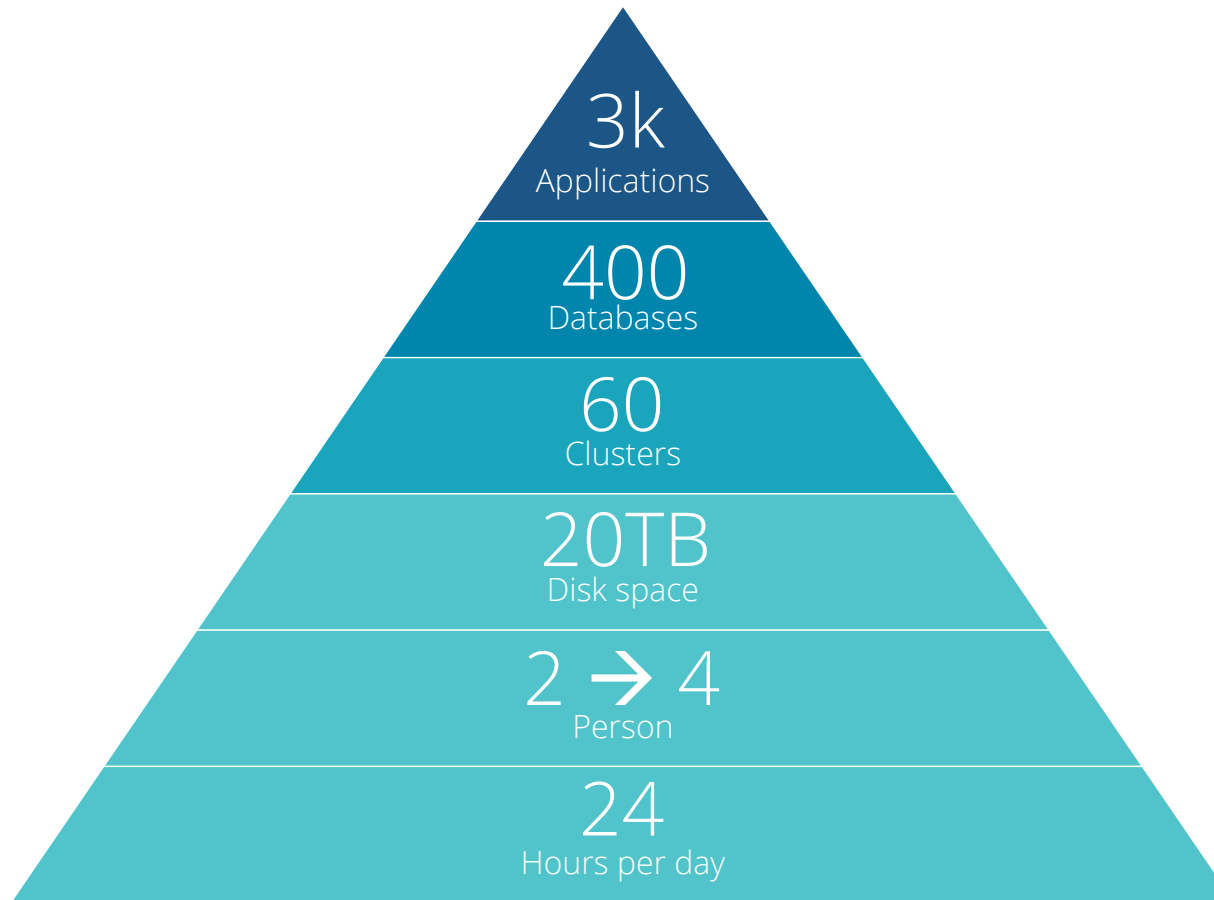 3k
Applications
400
Databases
60
Clusters
20TB
Disk space
2 → 4
Person
24
Hours per day